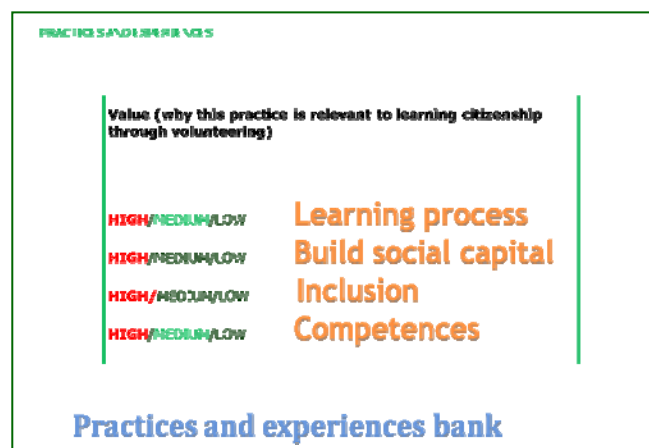 PRACTICES AND EXPERIENCES
Value (why this practice is relevant to learning citizenship
through volunteering)
HIGH/MEDIUM/LOW Learning process
HIGH/MEDIUM/LOW Build social capital
HIGH/MEDIUM/LOW Inclusion
HIGH/MEDIUM/LOW Competences
Practices and experiences bank